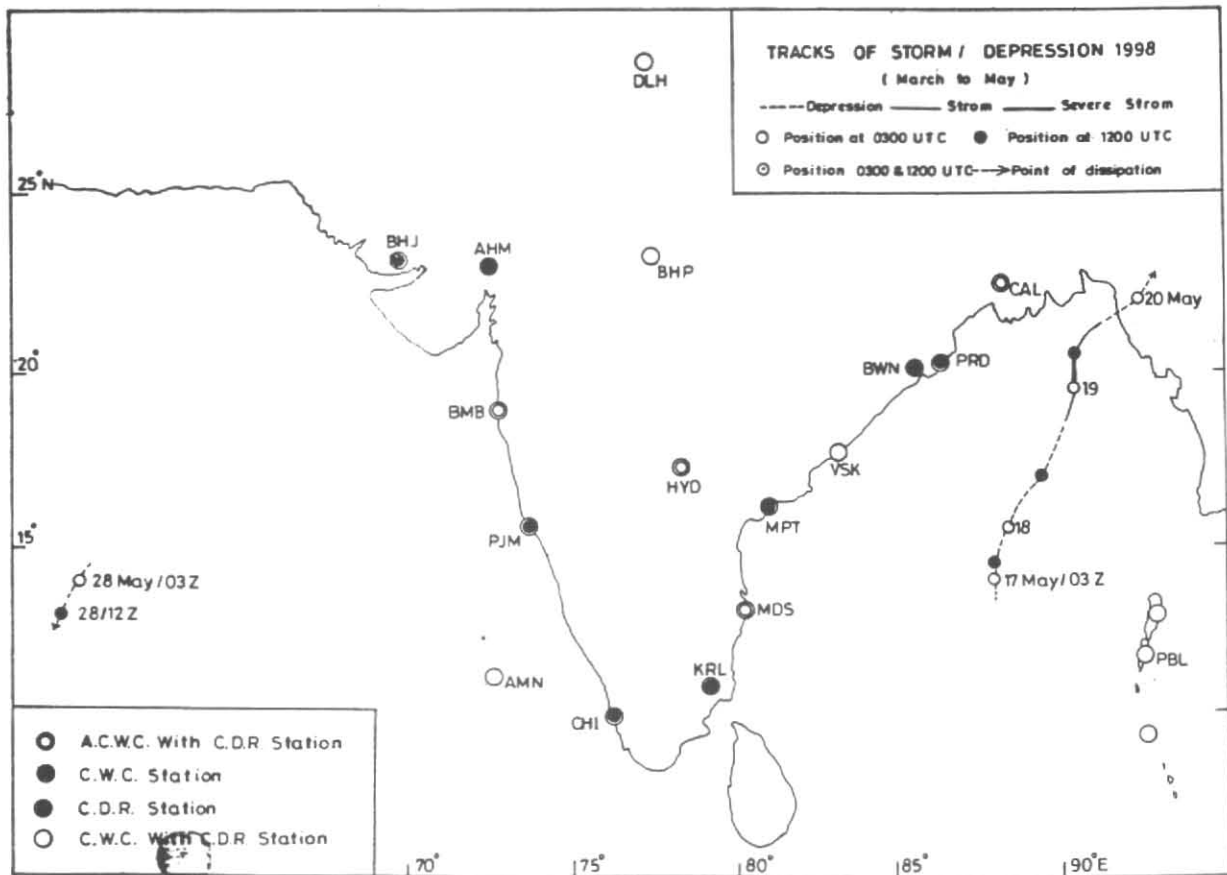 TRACKS OF STORM / DEPRESSION 1998
( March to May )
-----Depression —— Strom —— Severe Strom
○ Position at 0300 UTC ● Position at 1200 UTC
⊙ Position 0300 & 1200 UTC --> Point of dissipation
DLH
25° N
BHJ
AHM
BHP
CAL
20 May
20°
BWN
PRD
BMB
19
HYD
VSK
MPT
15°
PJM
18
28 May/03 Z
17 May/03 Z
28/12 Z
MDS
AMN
KRL
PBL
CHI
A.C.W.C. With C.D.R Station
C.W.C. Station
C.D.R. Station
C.W.C. With C.D.R Station
70° 75° 80° 85° 90°E